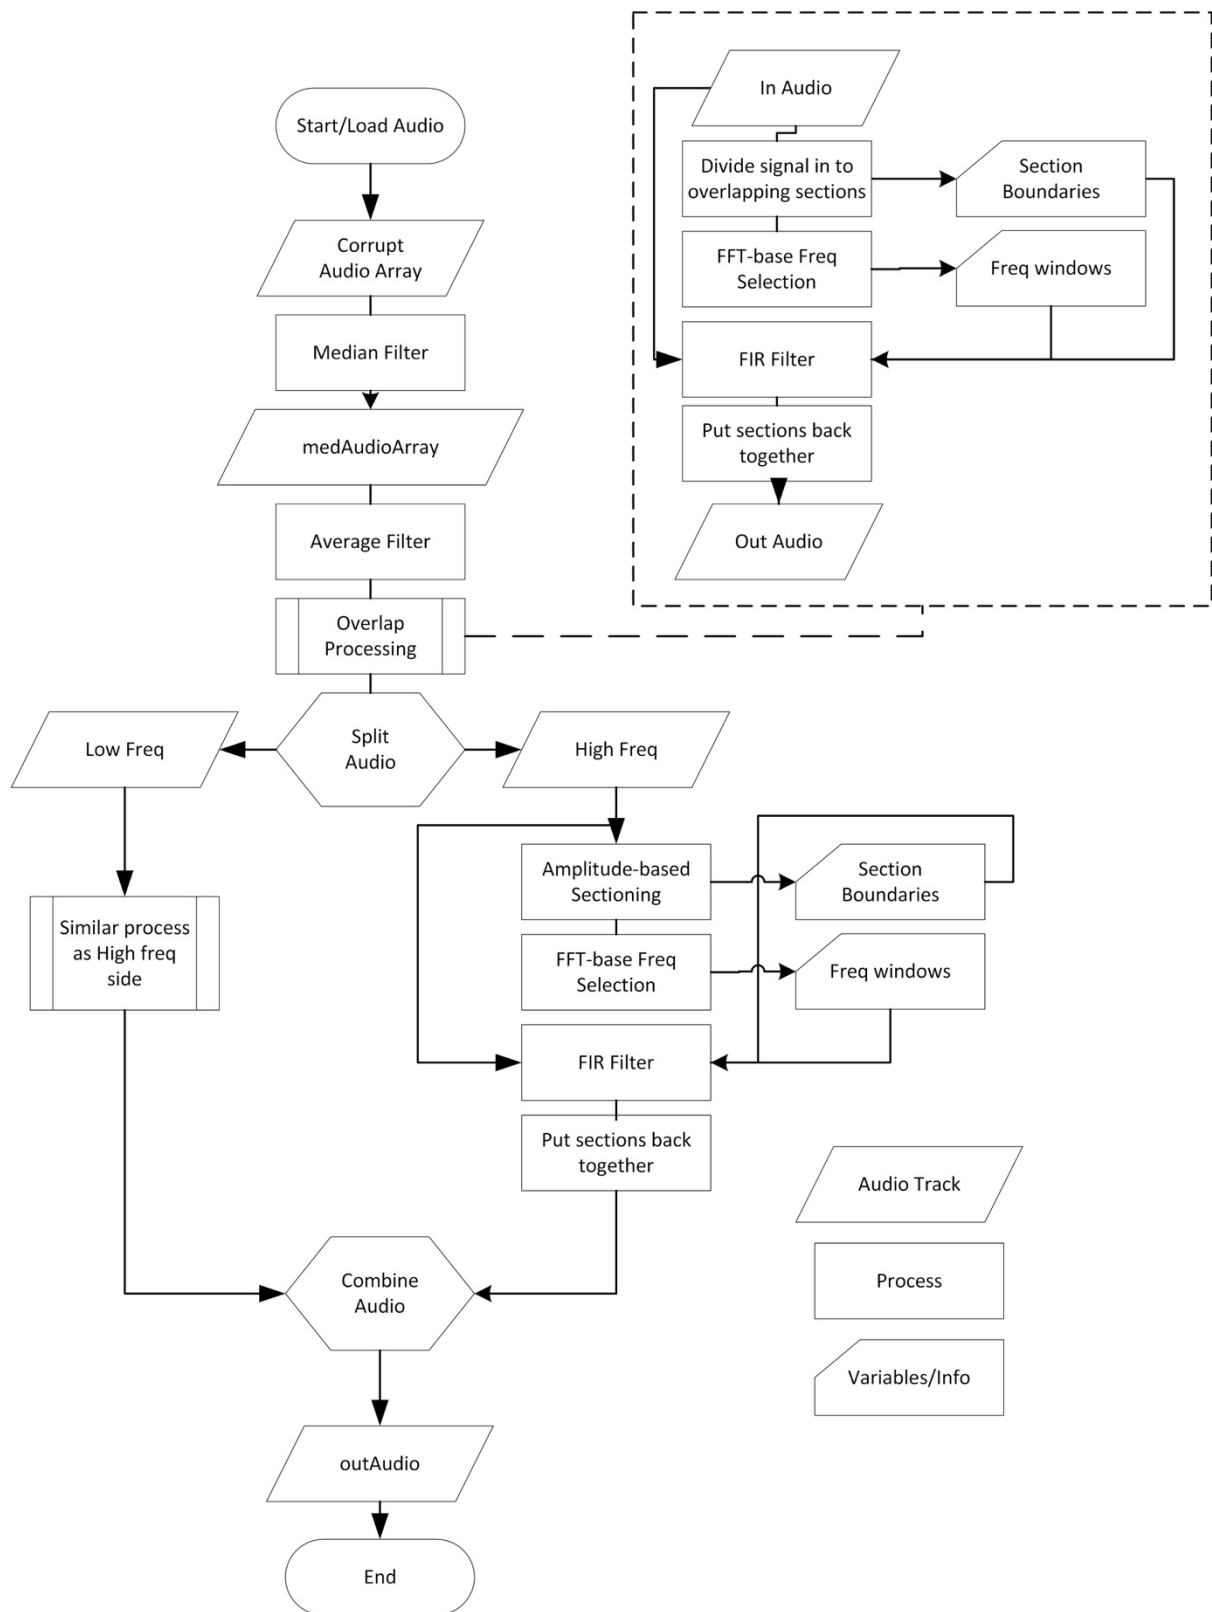 Start/Load Audio
Corrupt
Audio Array
Median Filter
medAudioArray
Average Filter
Overlap
Processing
In Audio
Divide signal in to
overlapping sections
Section
Boundaries
FFT-base Freq
Selection
Freq windows
FIR Filter
Put sections back
together
Out Audio
Split
Audio
Low Freq
High Freq
Similar process
as High freq
side
Amplitude-based
Sectioning
Section
Boundaries
FFT-base Freq
Selection
Freq windows
FIR Filter
Put sections back
together
Combine
Audio
outAudio
End
Audio Track
Process
Variables/Info